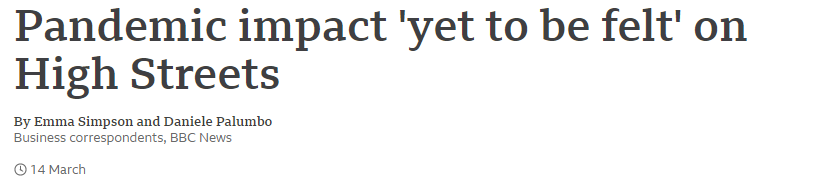 Pandemic impact 'yet to be felt' on
High Streets
By Emma Simpson and Daniele Palumbo
Business correspondents, BBC News
14 March